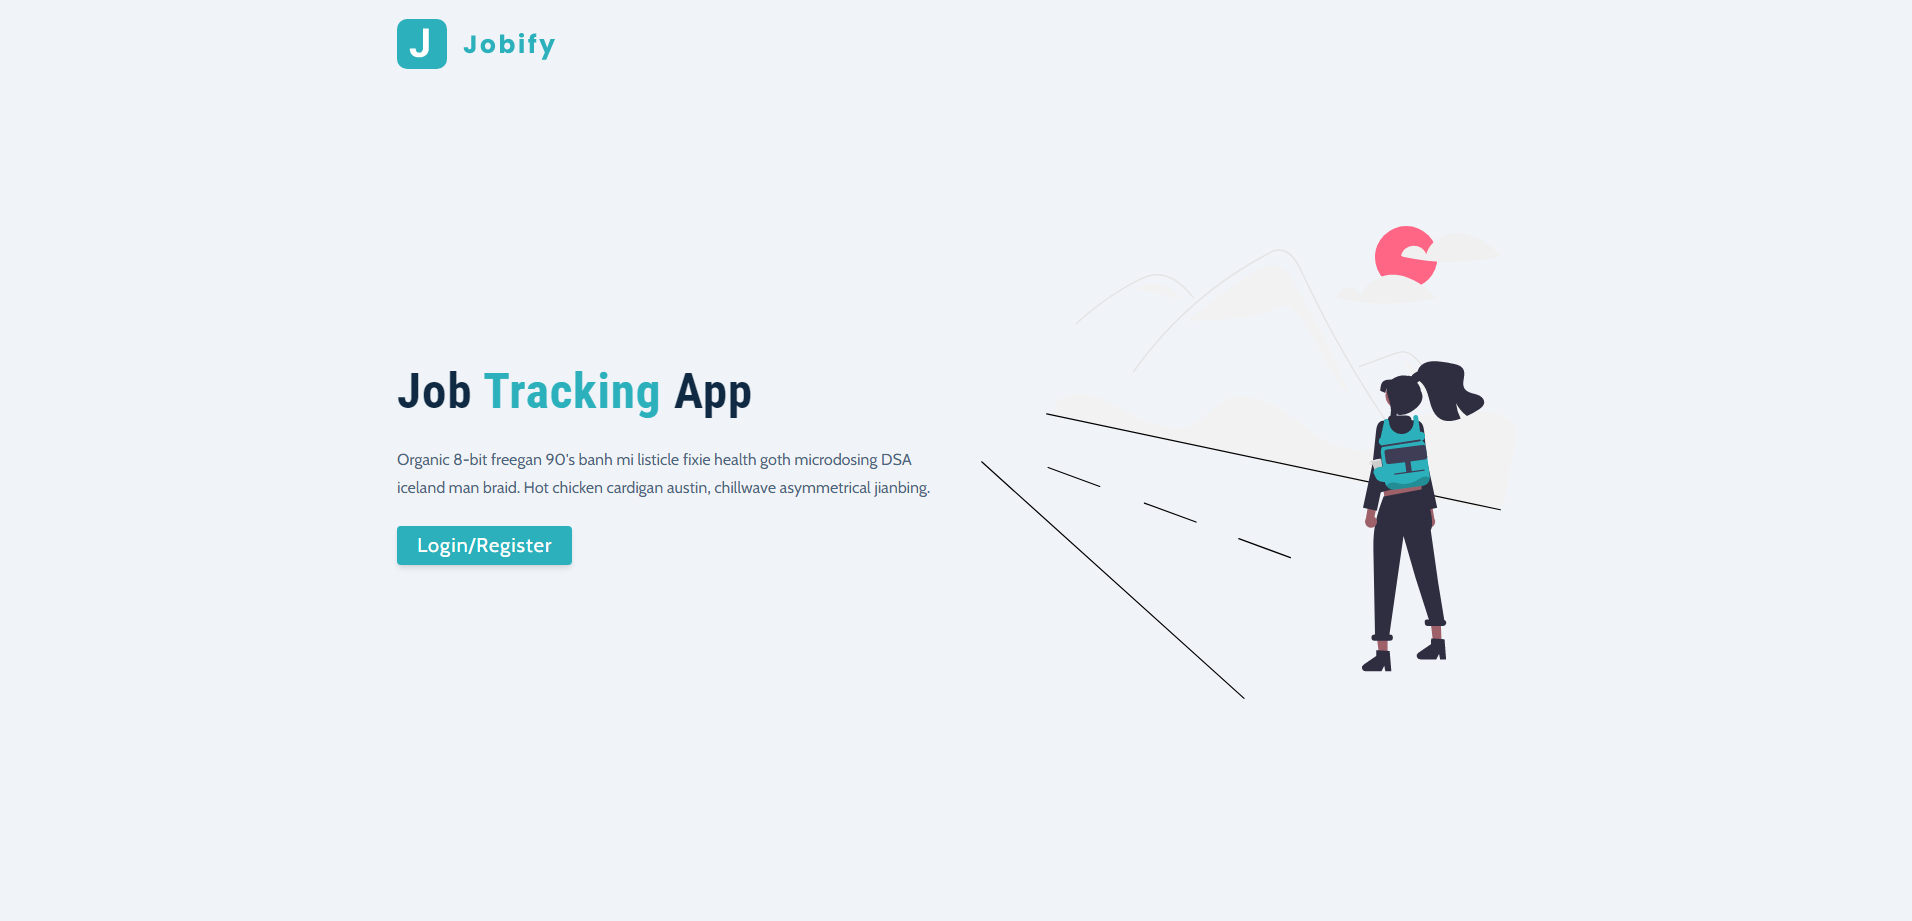 J Jobify
Job Tracking App
Organic 8-bit freegan 90's banh mi listicle fixie health goth microdosing DSA
iceland man braid. Hot chicken cardigan austin, chillwave asymmetrical jianbing.
Login/Register